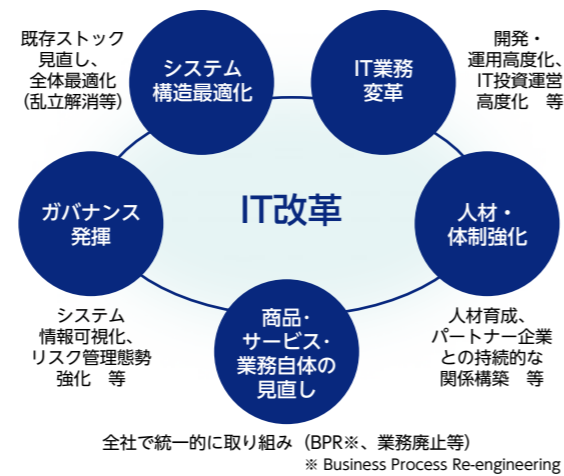 既存ストック
見直し、
全体最適化
（乱立解消等）
システム
構造最適化
IT業務
変革
開発・
運用高度化、
IT投資運営
高度化　等
ガバナンス
発揮
IT改革
人材・
体制強化
システム
情報可視化、
リスク管理態勢
強化　等
商品・
サービス・
業務自体の
見直し
人材育成、
パートナー企業
との持続的な
関係構築　等
全社で統一的に取り組み（BPR※、業務廃止等）
※ Business Process Re-engineering